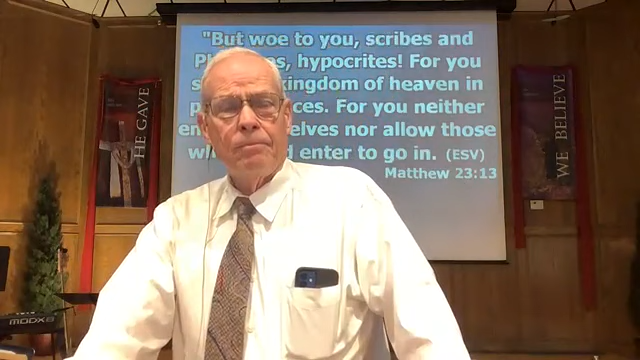 "But woe to you, scribes and
hypocrites! For you
kingdom of heaven in
For you neither
nor allow those
enter to go in. (ESV)
Matthew 23:13
HE GAVE
WE BELIEVE
MODX8